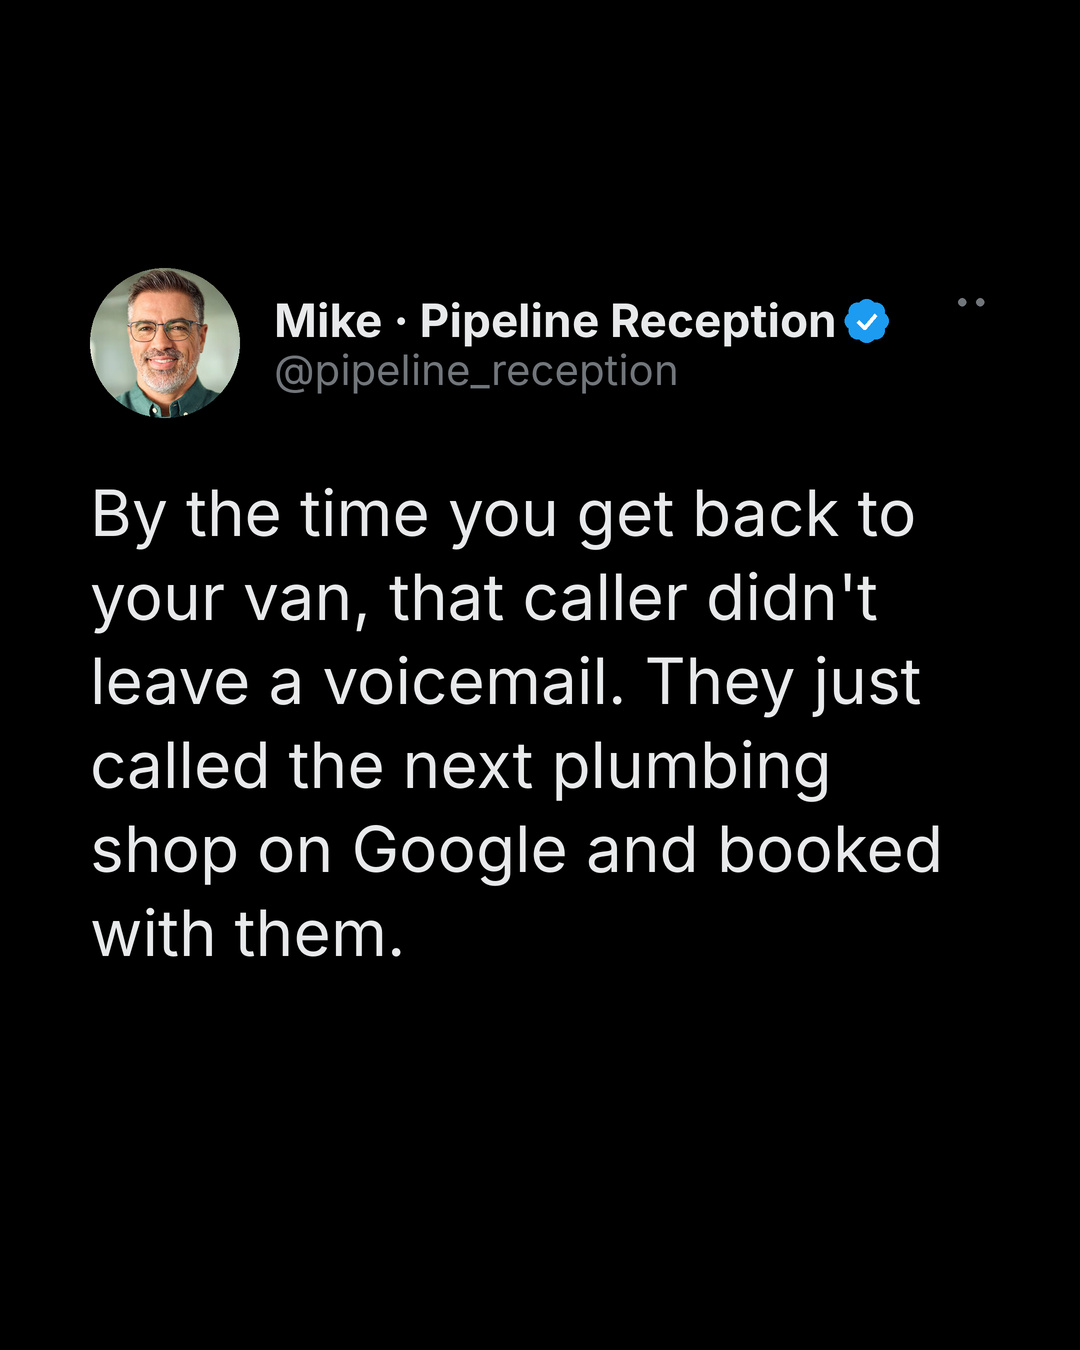 Mike · Pipeline Reception
@pipeline_reception
By the time you get back to
your van, that caller didn't
leave a voicemail. They just
called the next plumbing
shop on Google and booked
with them.